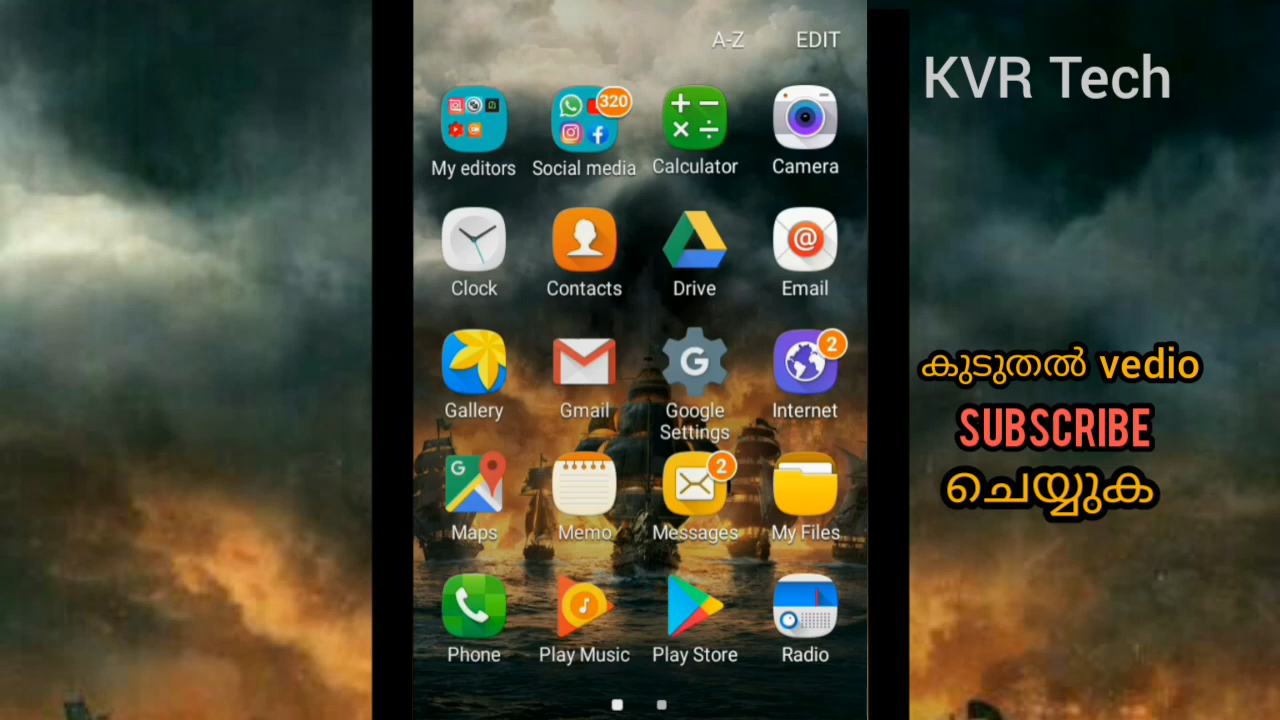 A-Z EDIT
KVR Tech
320
My editors Social media Calculator Camera
Clock Contacts Drive Email
2
Gallery Gmail Google Settings Internet
2
Maps Memo Messages My Files
Phone Play Music Play Store Radio
കുടുതൽ vedio
SUBSCRIBE
ചെയ്യുക